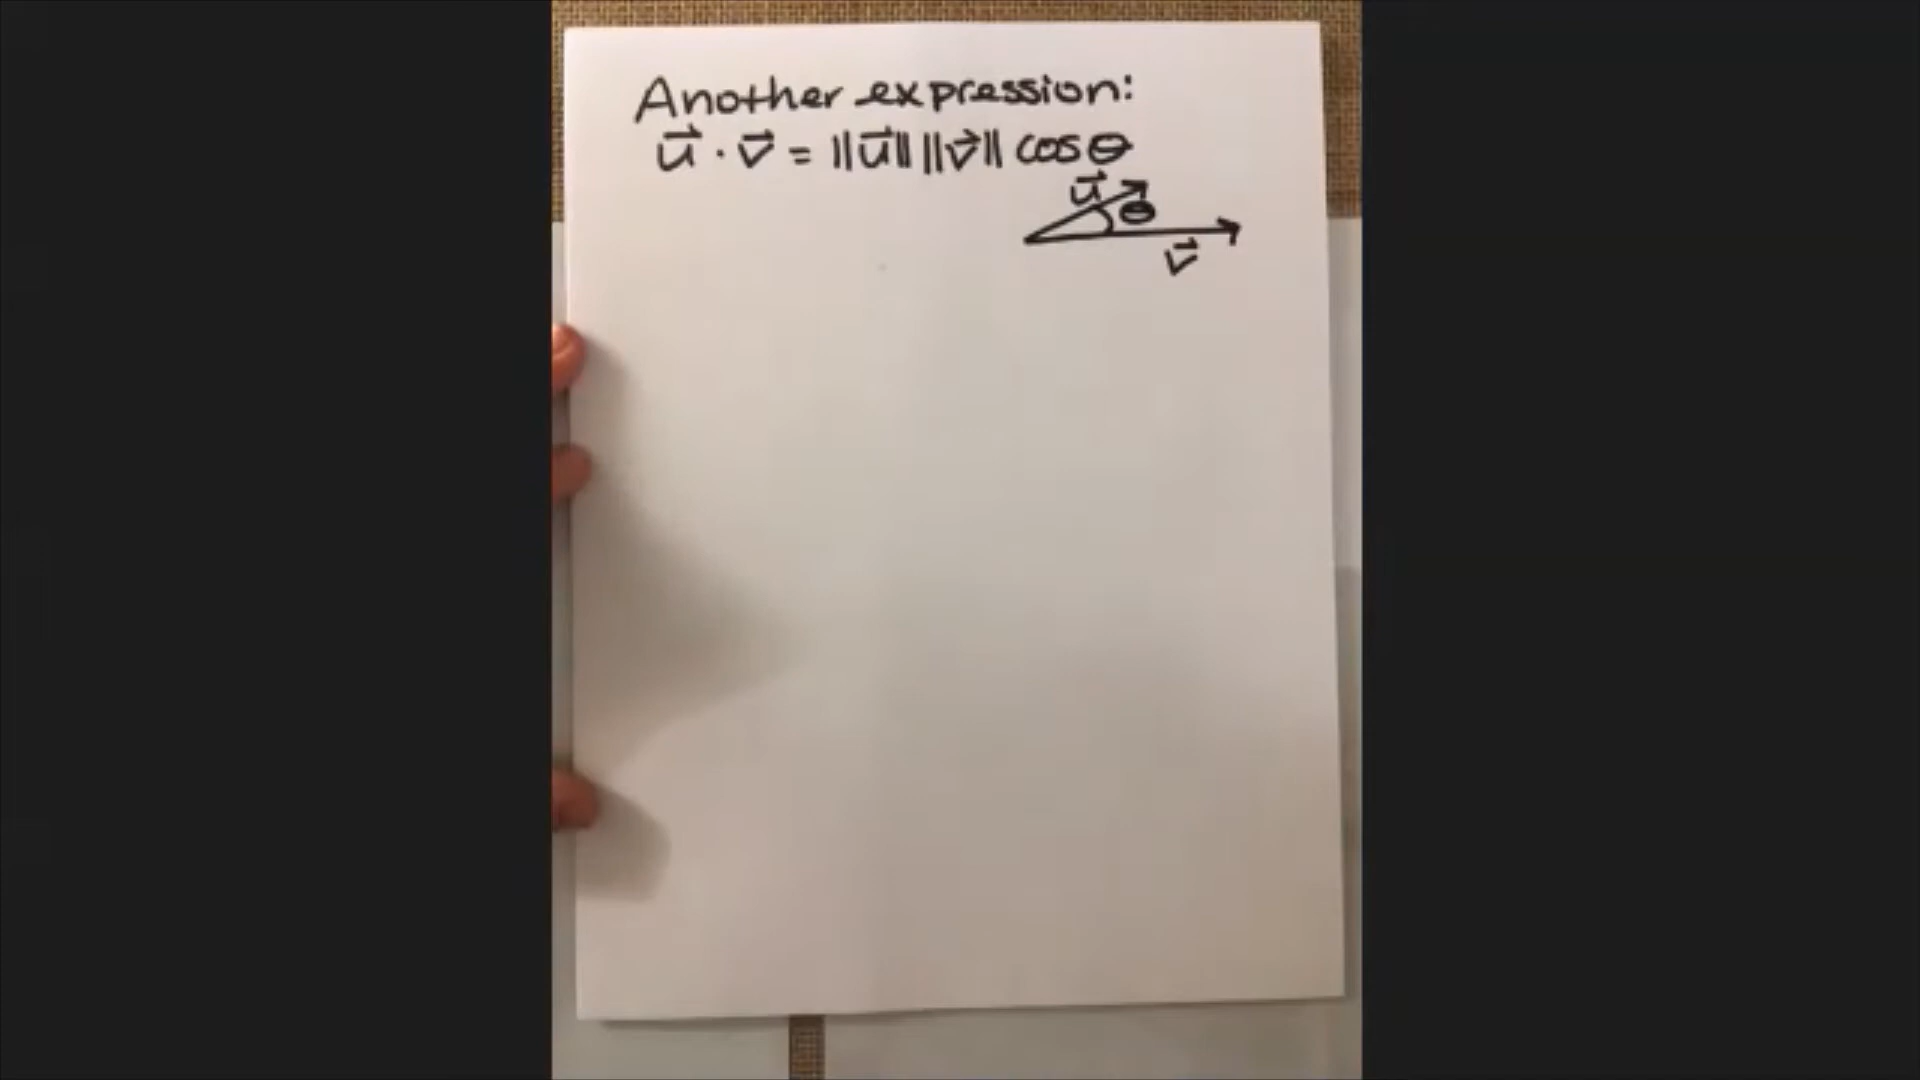 Another expression:
u⃗ · v⃗ = ||u⃗|| ||v⃗|| cos θ
u⃗
θ
v⃗